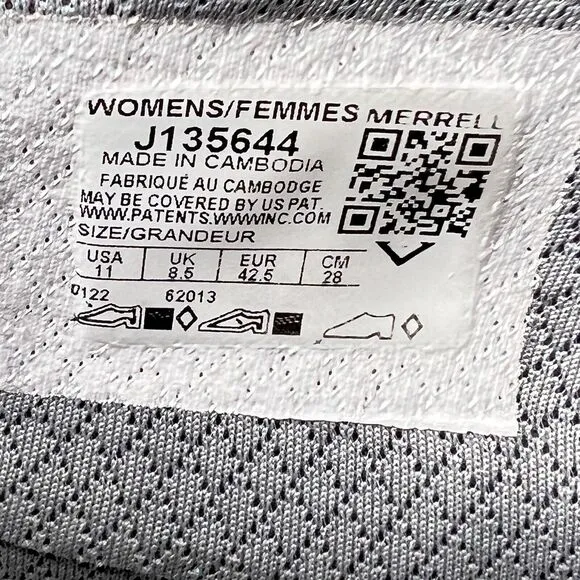 WOMENS/FEMMES MERRELL
J135644
MADE IN CAMBODIA
FABRIQUÉ AU CAMBODGE
MAY BE COVERED BY US PAT.
WWW.PATENTS.WWWINC.COM
SIZE/GRANDEUR
USA UK EUR CM
11 8.5 42.5 28
0122 62013